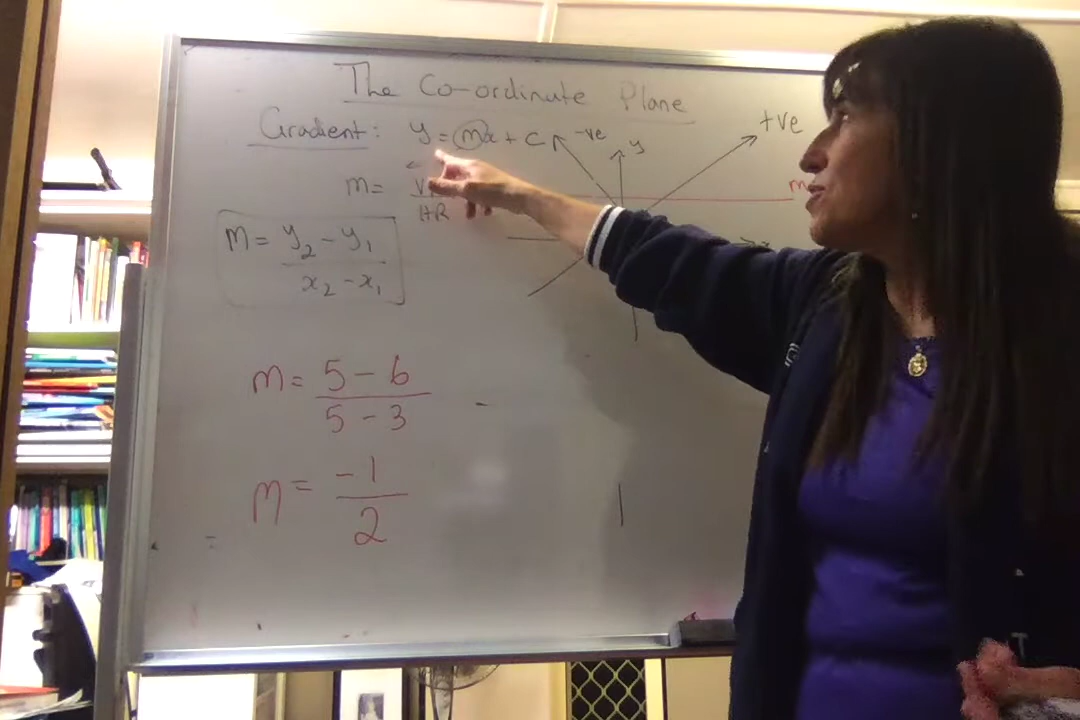 The Co-ordinate Plane
Gradient: y = mx + c
-ve
y
+ve
m =
HR
m
m = y₂ - y₁
x₂ - x₁
x
m = 5 - 6
5 - 3
m = -1
2